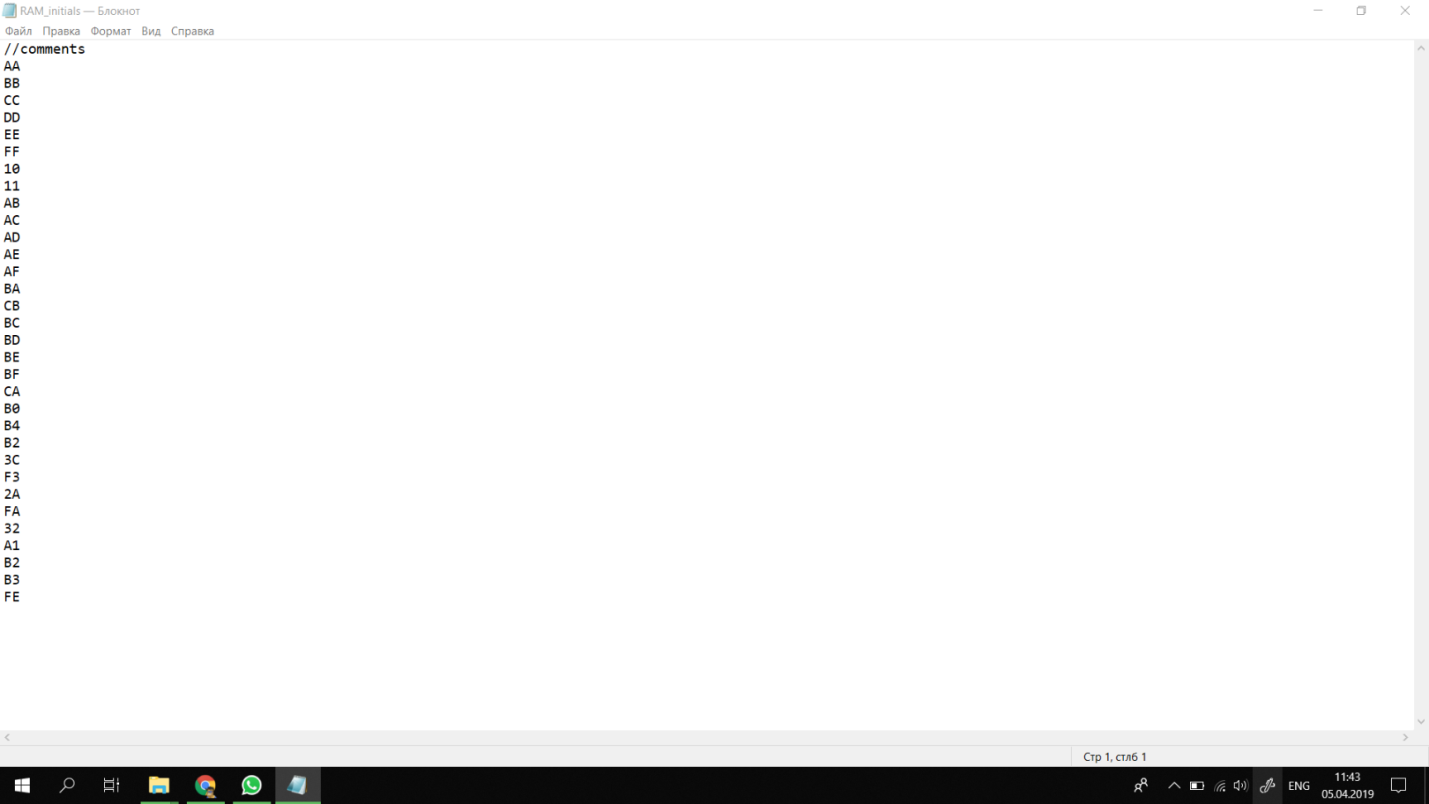 RAM_initials — Блокнот
Файл Правка Формат Вид Справка
//comments
AA
BB
CC
DD
EE
FF
10
11
AB
AC
AD
AE
AF
BA
CB
BC
BD
BE
BF
CA
B0
B4
B2
3C
F3
2A
FA
32
A1
B2
B3
FE
Стр 1, стлб 1
ENG
11:43
05.04.2019